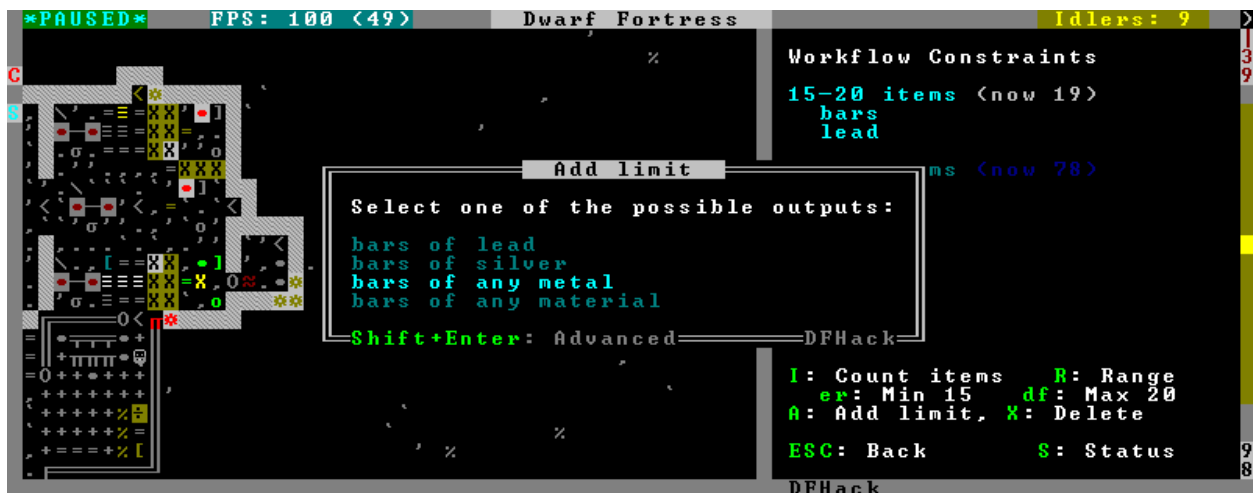 *PAUSED* FPS: 100 (49) Dwarf Fortress Idlers: 9
Workflow Constraints
15-20 items (now 19)
bars
lead
ms (now 78)
Add limit
Select one of the possible outputs:
bars of lead
bars of silver
bars of any metal
bars of any material
Shift+Enter: Advanced DFHack
I: Count items R: Range
er: Min 15 df: Max 20
A: Add limit, X: Delete
ESC: Back S: Status
DFHack